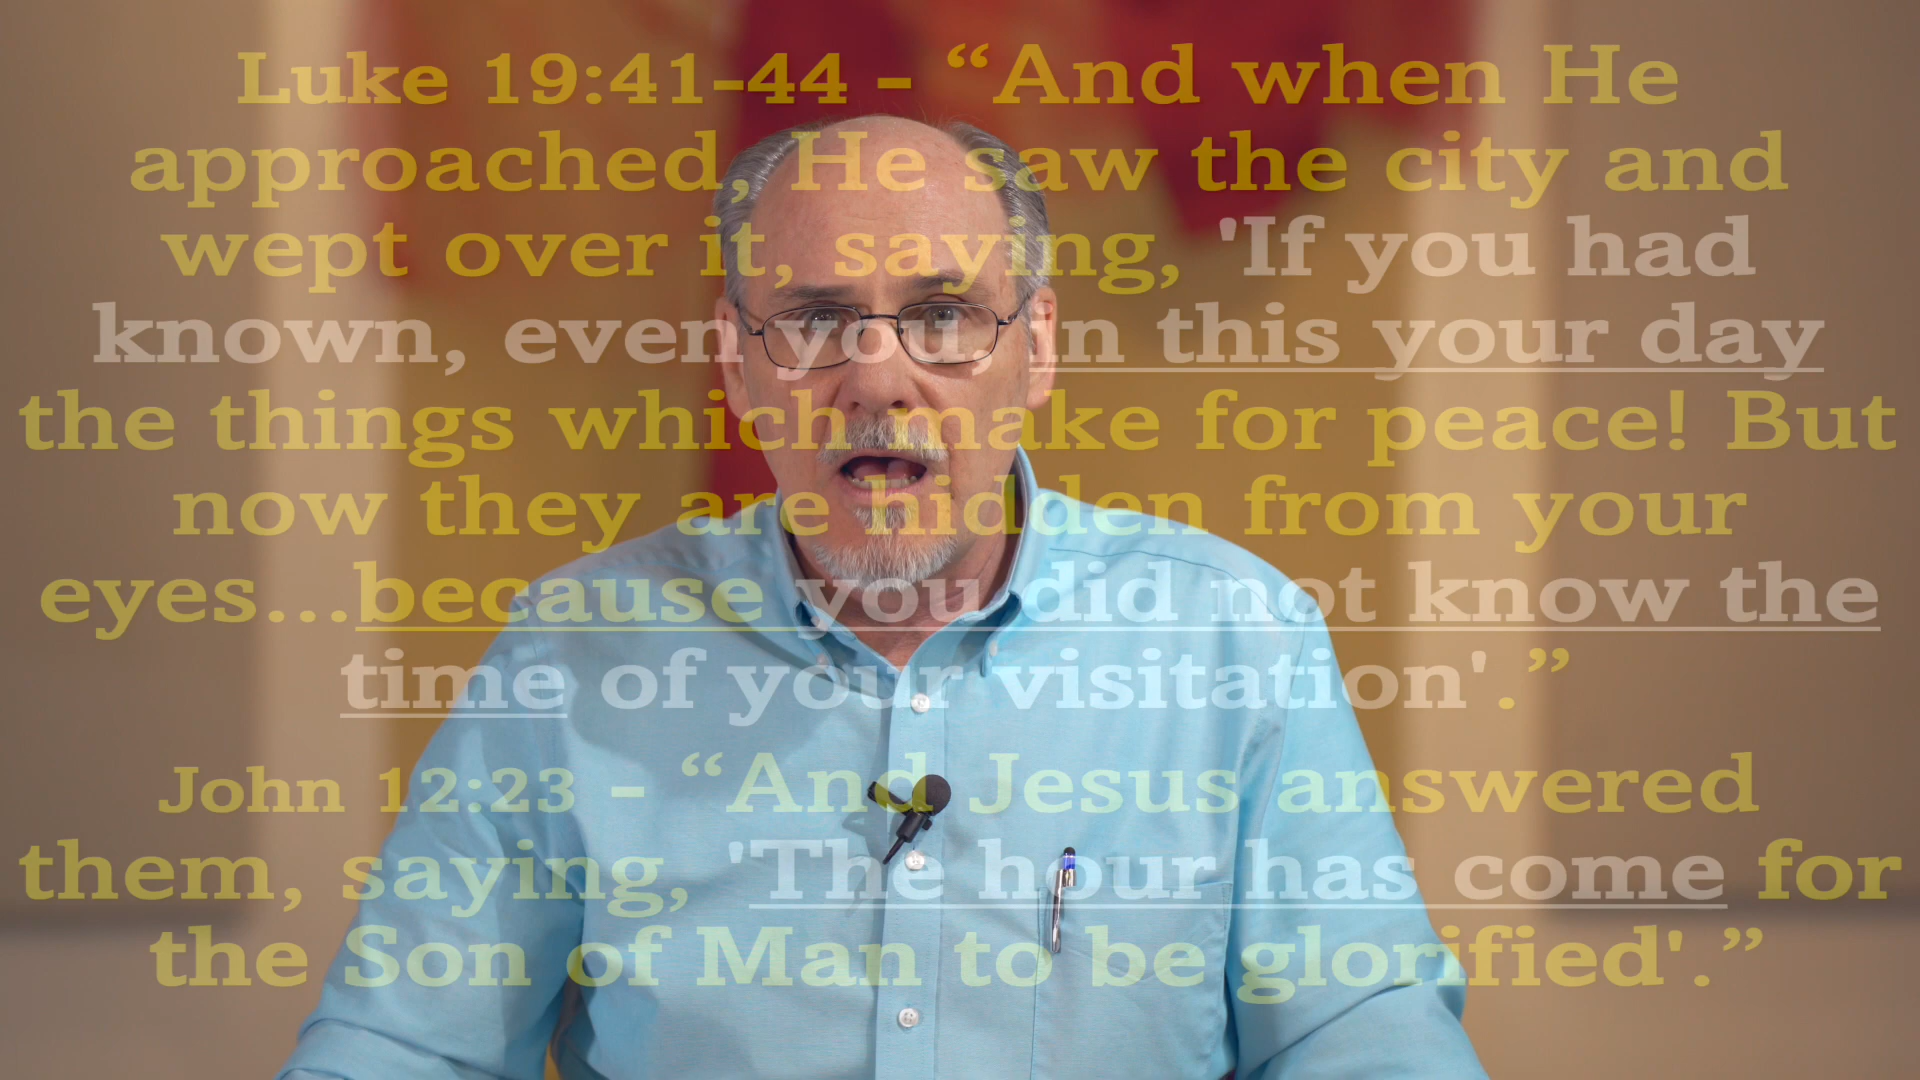 Luke 19:41-44 – “And when He
approached, He saw the city and
wept over it, saying, 'If you had
known, even you, in this your day
the things which make for peace! But
now they are hidden from your
eyes...because you did not know the
time of your visitation'.”
John 12:23 – “And Jesus answered
them, saying, 'The hour has come for
the Son of Man to be glorified'.”